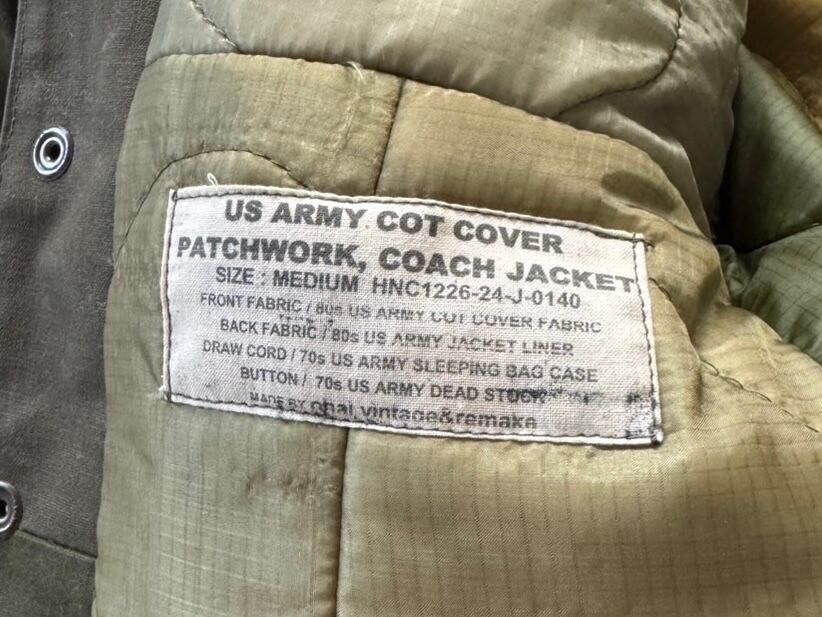 US ARMY COT COVER
PATCHWORK, COACH JACKET
SIZE : MEDIUM HNC1226-24-J-0140
FRONT FABRIC / 80s US ARMY COT COVER FABRIC
BACK FABRIC / 80s US ARMY JACKET LINER
DRAW CORD / 70s US ARMY SLEEPING BAG CASE
BUTTON / 70s US ARMY DEAD STOCK
MADE BY ohal vintage&remake